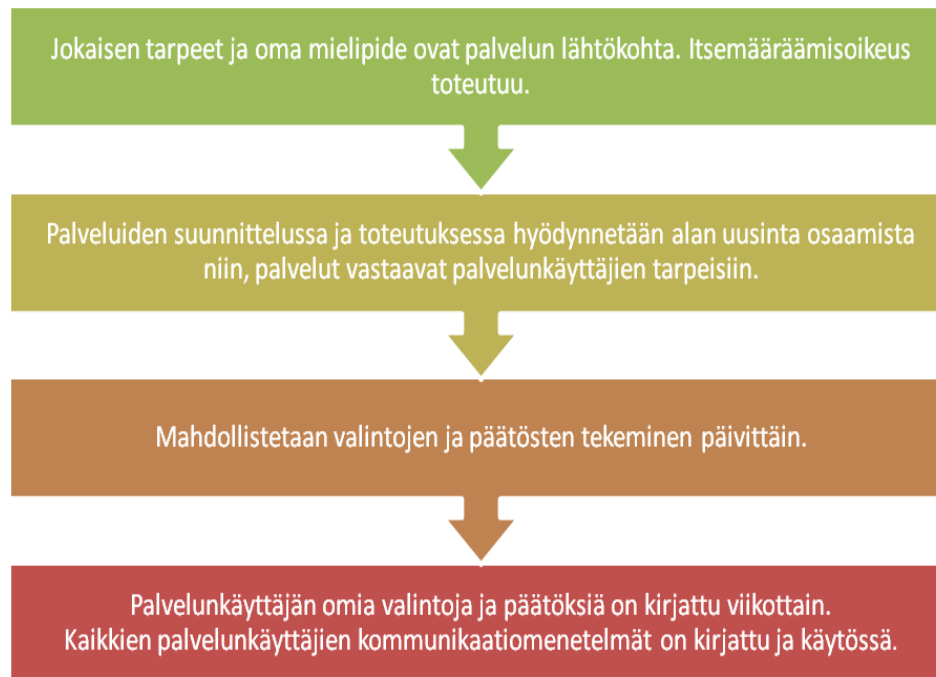 Jokaisen tarpeet ja oma mielipide ovat palvelun lähtökohta. Itsemääräämisoikeus
toteutuu.
Palveluiden suunnittelussa ja toteutuksessa hyödynnetään alan uusinta osaamista
niin, palvelut vastaavat palvelunkäyttäjien tarpeisiin.
Mahdollistetaan valintojen ja päätösten tekeminen päivittäin.
Palvelunkäyttäjän omia valintoja ja päätöksiä on kirjattu viikottain.
Kaikkien palvelunkäyttäjien kommunikaatiomenetelmät on kirjattu ja käytössä.